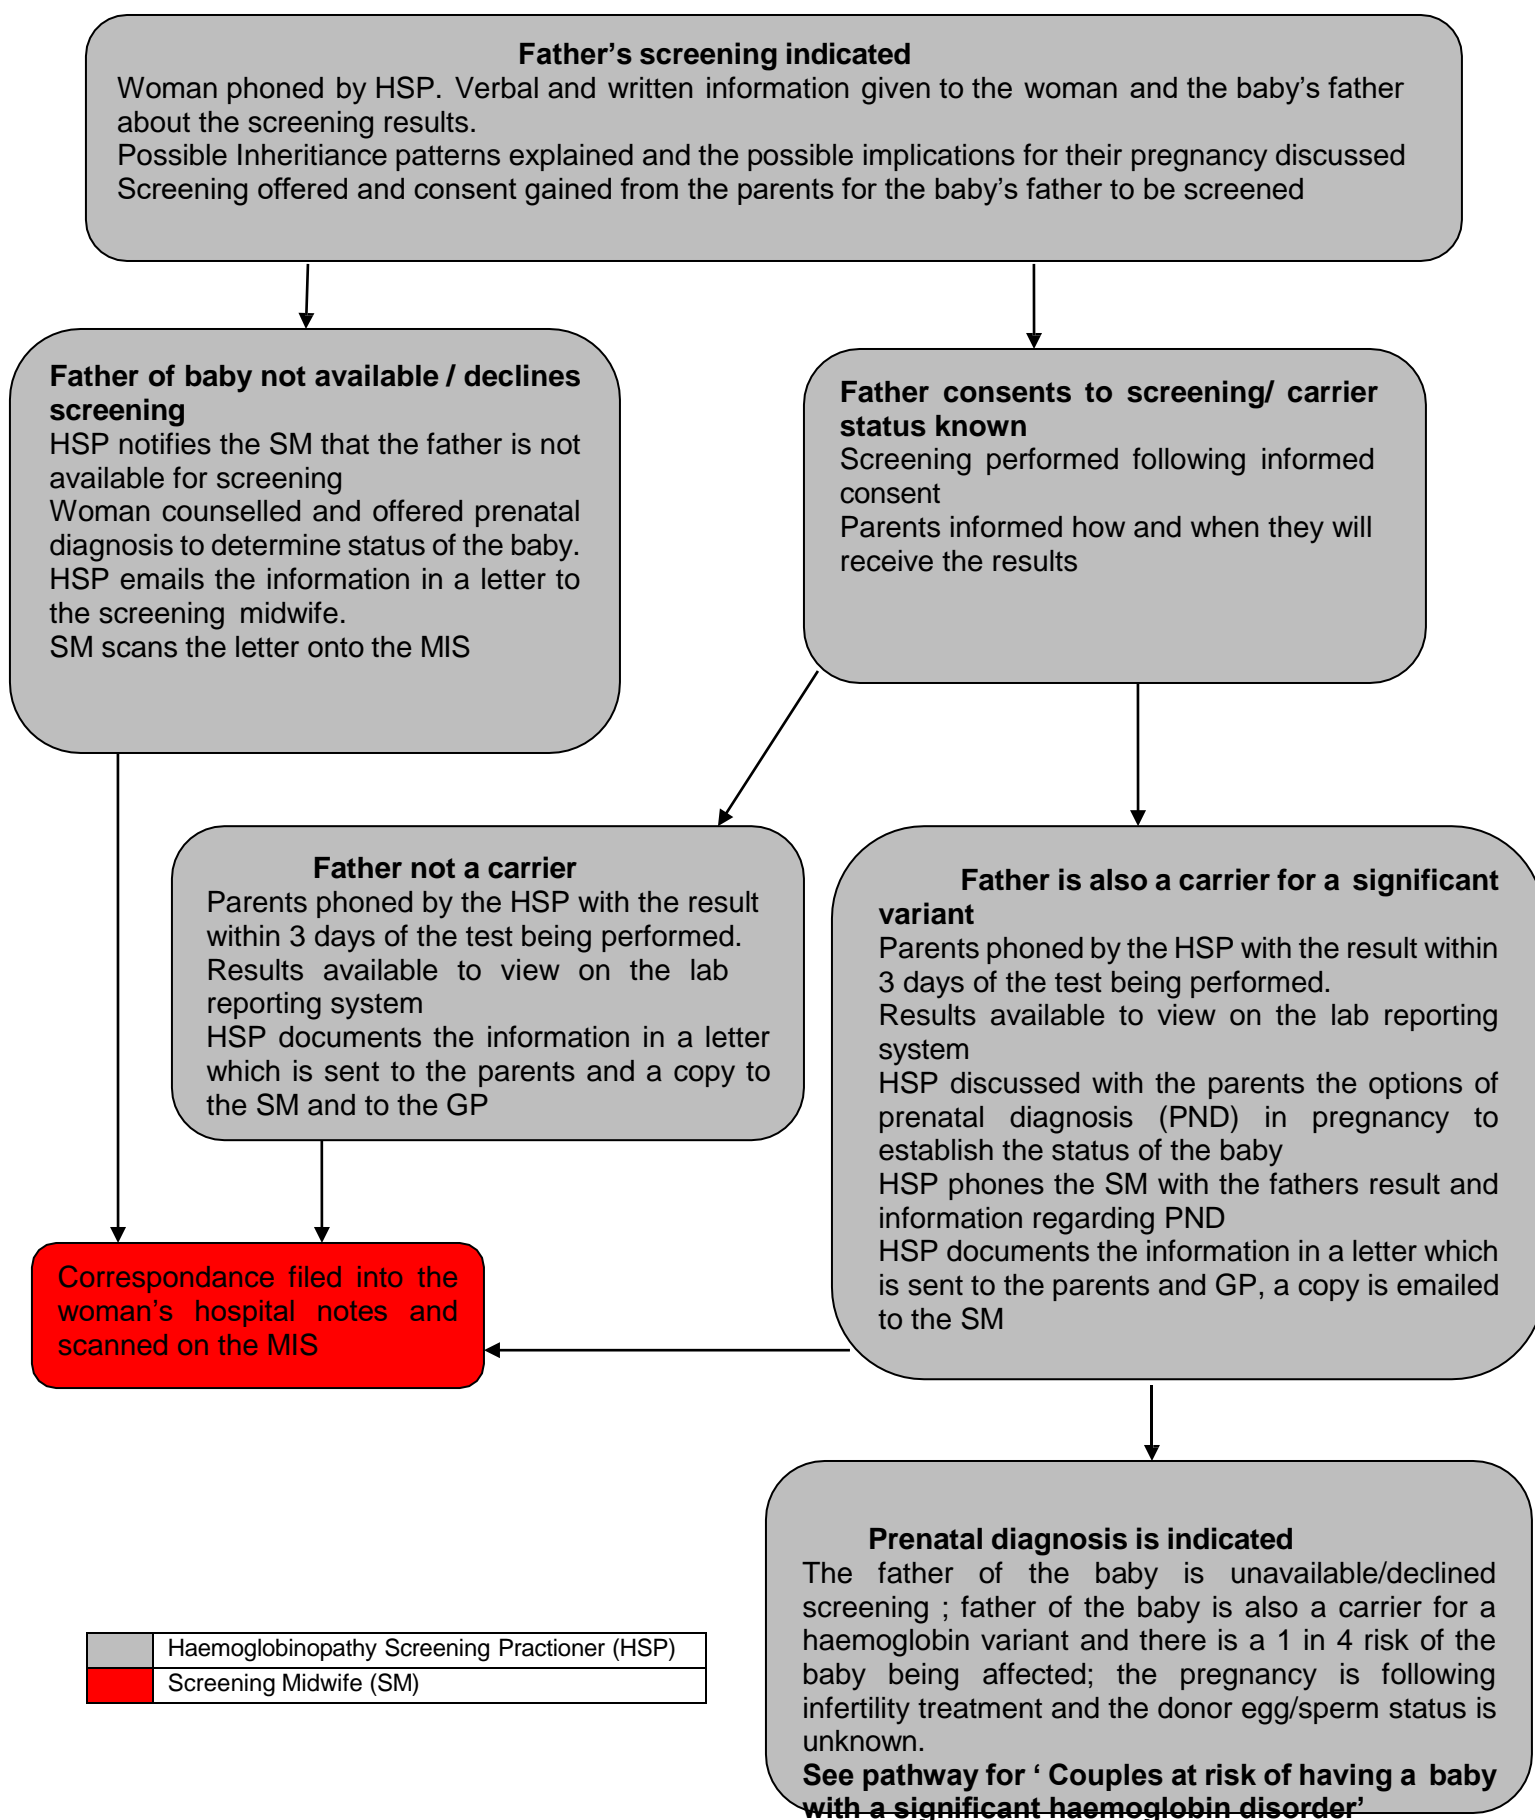 Father’s screening indicated
Woman phoned by HSP. Verbal and written information given to the woman and the baby’s father
about the screening results.
Possible Inheritiance patterns explained and the possible implications for their pregnancy discussed
Screening offered and consent gained from the parents for the baby’s father to be screened
Father of baby not available / declines
screening
HSP notifies the SM that the father is not
available for screening
Woman counselled and offered prenatal
diagnosis to determine status of the baby.
HSP emails the information in a letter to
the screening midwife.
SM scans the letter onto the MIS
Father consents to screening/ carrier
status known
Screening performed following informed
consent
Parents informed how and when they will
receive the results
Father not a carrier
Parents phoned by the HSP with the result
within 3 days of the test being performed.
Results available to view on the lab
reporting system
HSP documents the information in a letter
which is sent to the parents and a copy to
the SM and to the GP
Father is also a carrier for a significant
variant
Parents phoned by the HSP with the result within
3 days of the test being performed.
Results available to view on the lab reporting
system
HSP discussed with the parents the options of
prenatal diagnosis (PND) in pregnancy to
establish the status of the baby
HSP phones the SM with the fathers result and
information regarding PND
HSP documents the information in a letter which
is sent to the parents and GP, a copy is emailed
to the SM
Correspondance filed into the
woman’s hospital notes and
scanned on the MIS
Prenatal diagnosis is indicated
The father of the baby is unavailable/declined
screening ; father of the baby is also a carrier for a
haemoglobin variant and there is a 1 in 4 risk of the
baby being affected; the pregnancy is following
infertility treatment and the donor egg/sperm status is
unknown.
See pathway for ‘ Couples at risk of having a baby
with a significant haemoglobin disorder’
Haemoglobinopathy Screening Practioner (HSP)
Screening Midwife (SM)